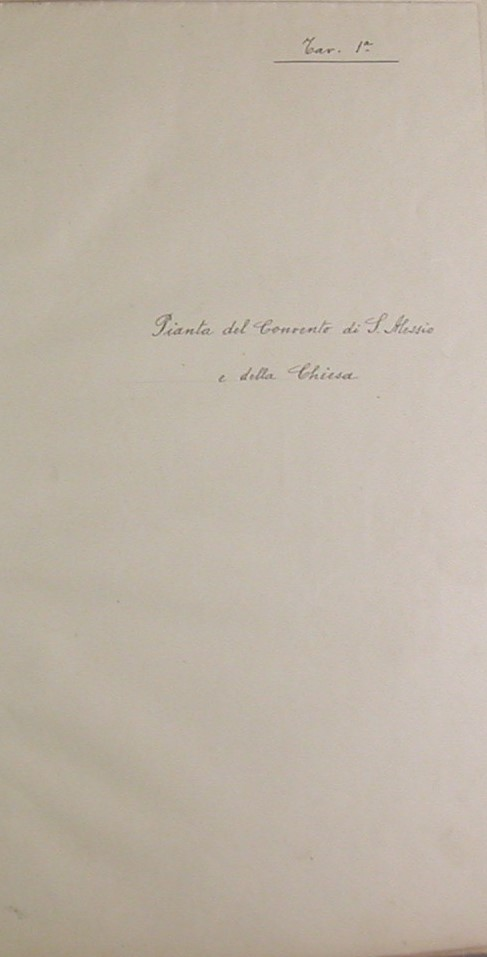 Tav. 1ª
Pianta del Convento di S. Alessio
e della Chiesa